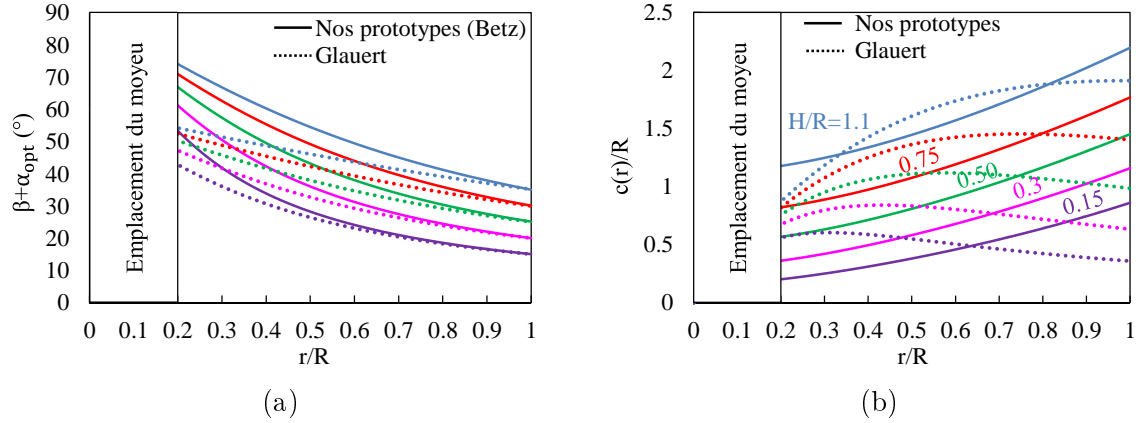 90
80
70
60
50
40
30
20
10
0
β+α_opt (°)
Emplacement du moyeu
Nos prototypes (Betz)
Glauert
0 0.1 0.2 0.3 0.4 0.5 0.6 0.7 0.8 0.9 1
r/R
(a)
2.5
2
1.5
1
0.5
0
c(r)/R
Emplacement du moyeu
Nos prototypes
Glauert
H/R=1.1
0.75
0.50
0.3
0.15
0 0.1 0.2 0.3 0.4 0.5 0.6 0.7 0.8 0.9 1
r/R
(b)